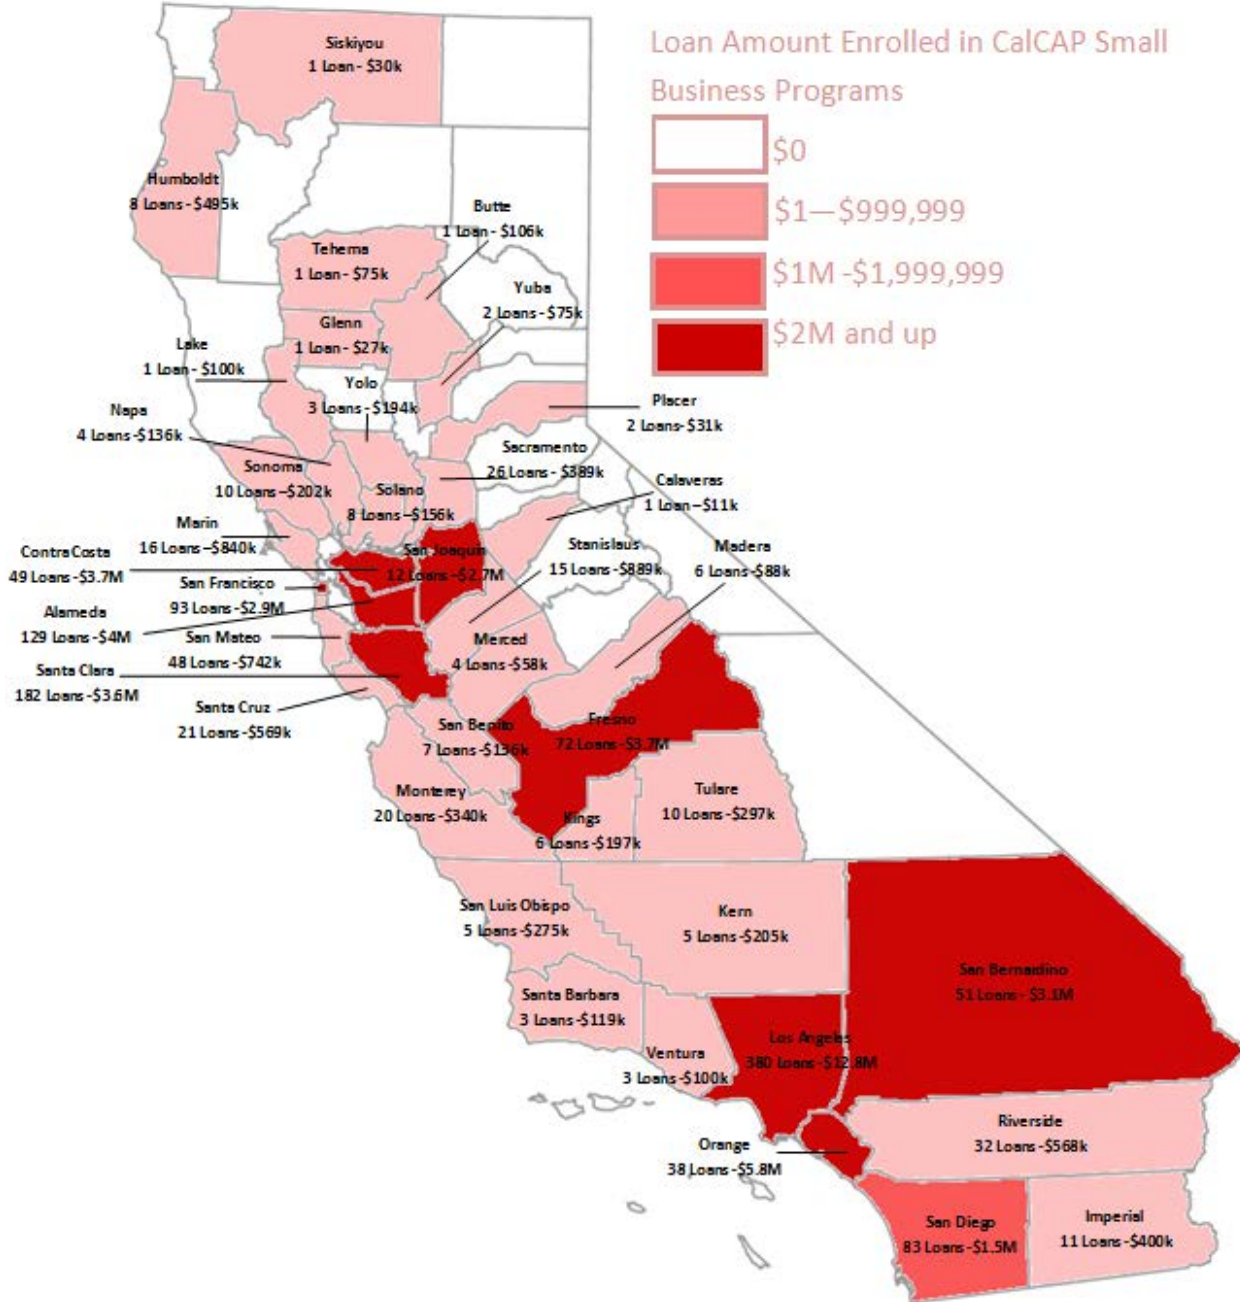 Loan Amount Enrolled in CalCAP Small
Business Programs
$0
$1—$999,999
$1M -$1,999,999
$2M and up
Siskiyou
1 Loan - $30k
Humboldt
8 Loans - $495k
Butte
1 Loan - $106k
Tehema
1 Loan - $75k
Yuba
2 Loans - $75k
Glenn
1 Loan - $27k
Lake
1 Loan - $100k
Yolo
3 Loans - $194k
Placer
2 Loans- $31k
Napa
4 Loans -$136k
Sacramento
26 Loans - $389k
Sonoma
10 Loans –$202k
Calaveras
1 Loan –$11k
Solano
8 Loans –$156k
Marin
16 Loans –$840k
Stanislaus
15 Loans -$889k
Madera
6 Loans -$88k
Contra Costa
49 Loans -$3.7M
San Joaquin
12 Loans -$2.7M
San Francisco
93 Loans -$2.9M
Alameda
129 Loans -$4M
San Mateo
48 Loans -$742k
Merced
4 Loans -$58k
Santa Clara
182 Loans -$3.6M
Santa Cruz
21 Loans -$569k
San Benito
7 Loans -$136k
Fresno
72 Loans -$3.7M
Monterey
20 Loans -$340k
Tulare
10 Loans -$297k
Kings
6 Loans -$197k
San Luis Obispo
5 Loans -$275k
Kern
5 Loans -$205k
San Bernardino
51 Loans - $3.1M
Santa Barbara
3 Loans -$119k
Ventura
3 Loans -$100k
Los Angeles
380 Loans -$12.8M
Riverside
32 Loans -$568k
Orange
38 Loans -$5.8M
San Diego
83 Loans -$1.5M
Imperial
11 Loans -$400k